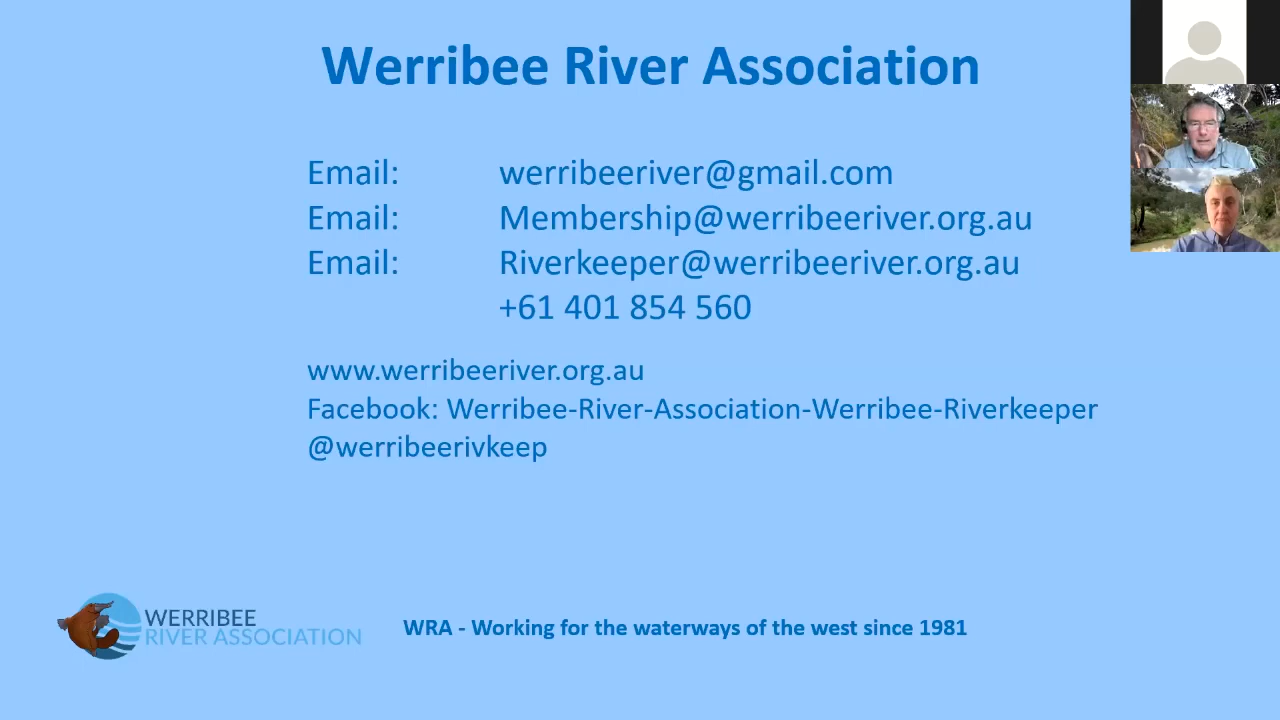 Werribee River Association
Email: werribeeriver@gmail.com
Email: Membership@werribeeriver.org.au
Email: Riverkeeper@werribeeriver.org.au
+61 401 854 560
www.werribeeriver.org.au
Facebook: Werribee-River-Association-Werribee-Riverkeeper
@werribeerivkeep
WERRIBEE
RIVER ASSOCIATION
WRA - Working for the waterways of the west since 1981